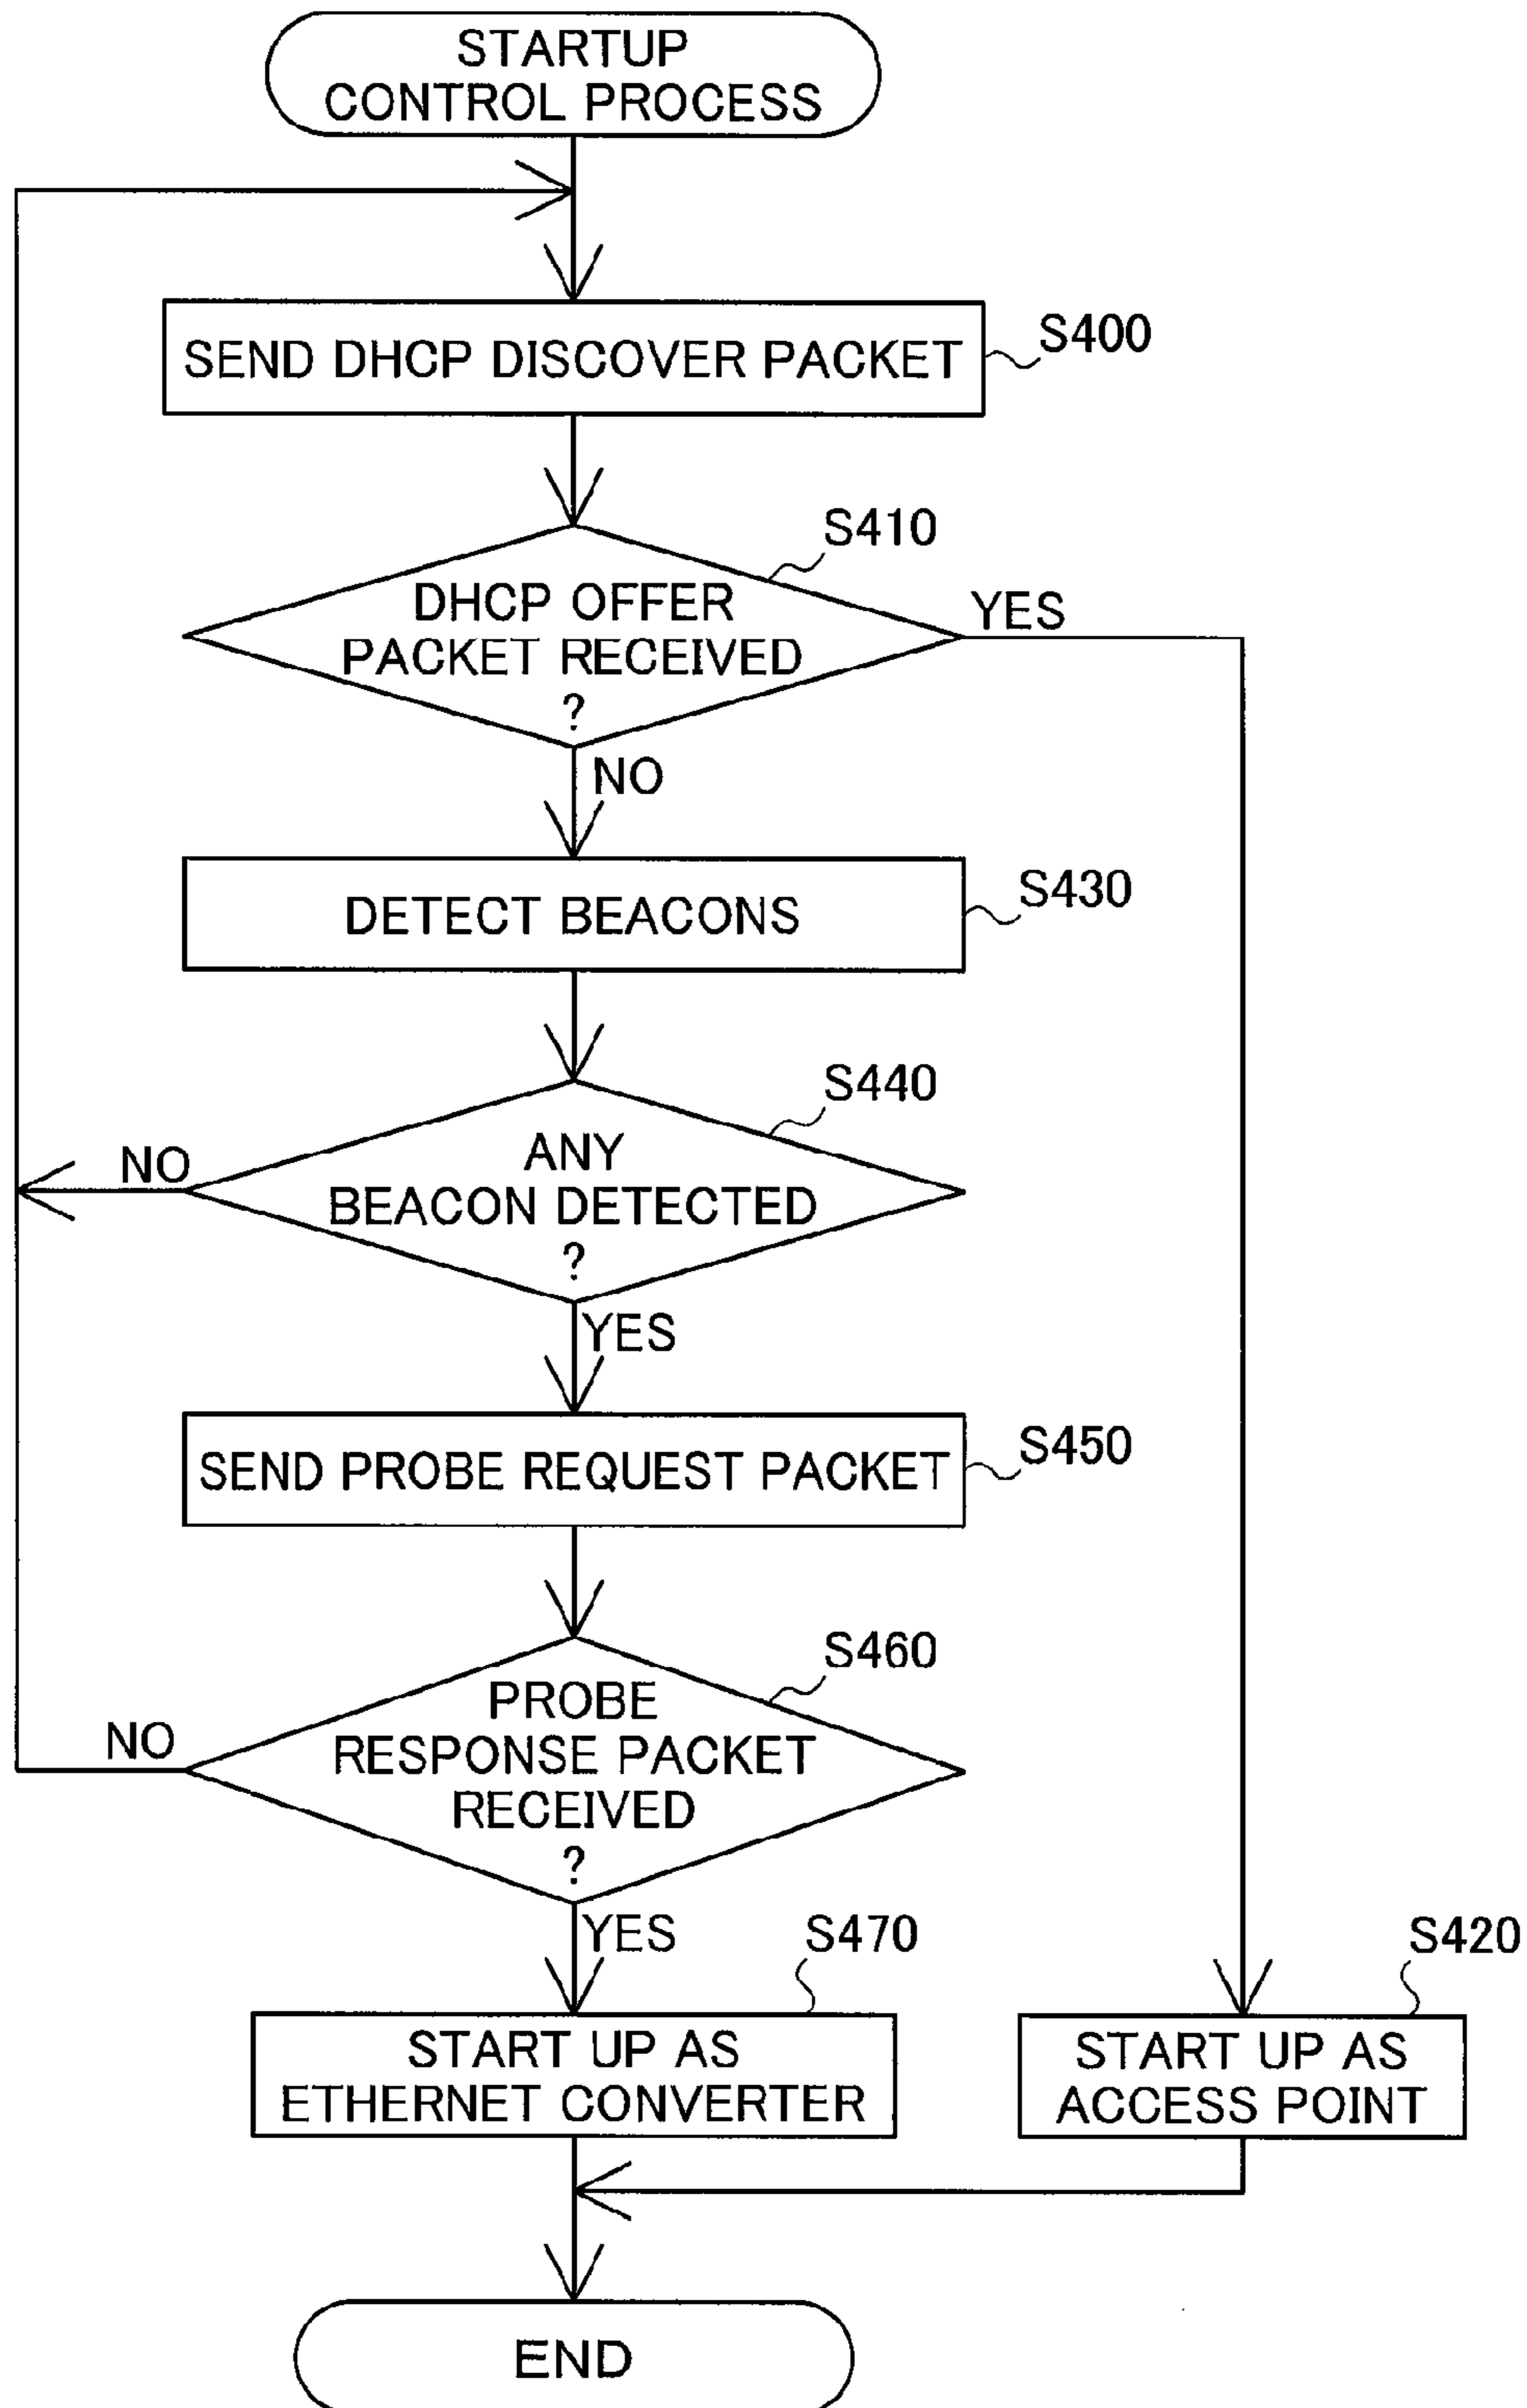 STARTUP
CONTROL PROCESS
SEND DHCP DISCOVER PACKET
S400
S410
DHCP OFFER
PACKET RECEIVED
?
YES
NO
DETECT BEACONS
S430
S440
ANY
BEACON DETECTED
?
NO
YES
SEND PROBE REQUEST PACKET
S450
S460
PROBE
RESPONSE PACKET
RECEIVED
?
NO
YES
S470
START UP AS
ETHERNET CONVERTER
S420
START UP AS
ACCESS POINT
END